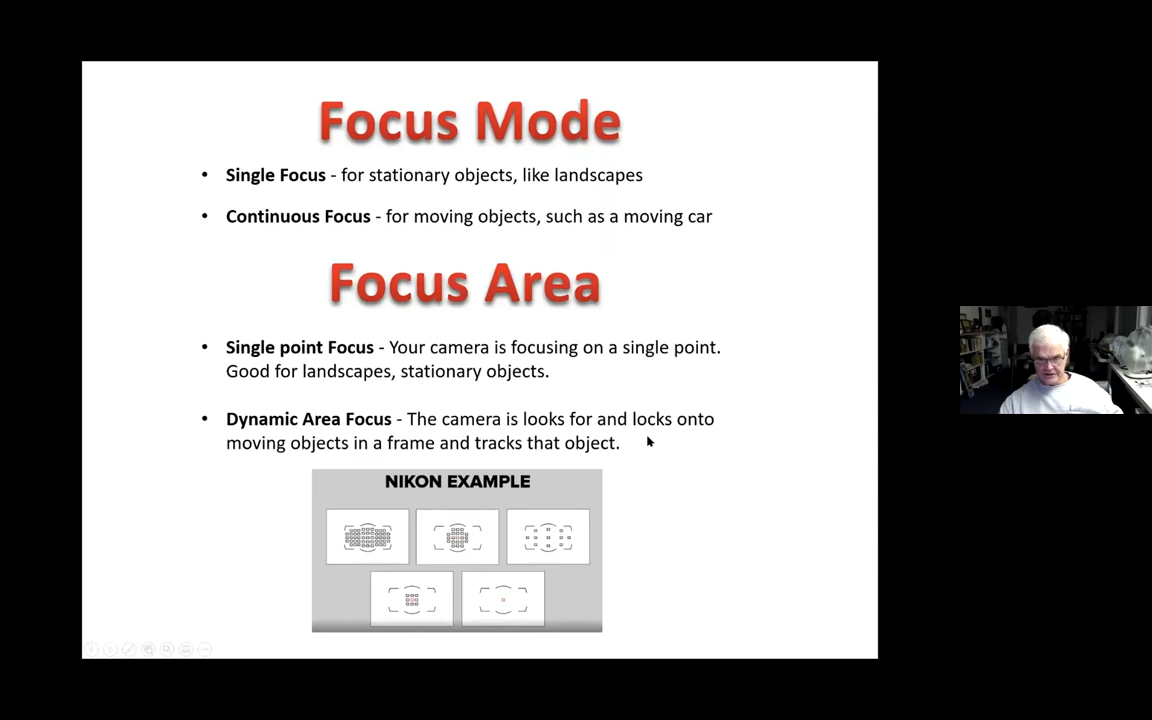 Focus Mode
• Single Focus - for stationary objects, like landscapes
• Continuous Focus - for moving objects, such as a moving car
Focus Area
• Single point Focus - Your camera is focusing on a single point.
Good for landscapes, stationary objects.
• Dynamic Area Focus - The camera is looks for and locks onto
moving objects in a frame and tracks that object.
NIKON EXAMPLE